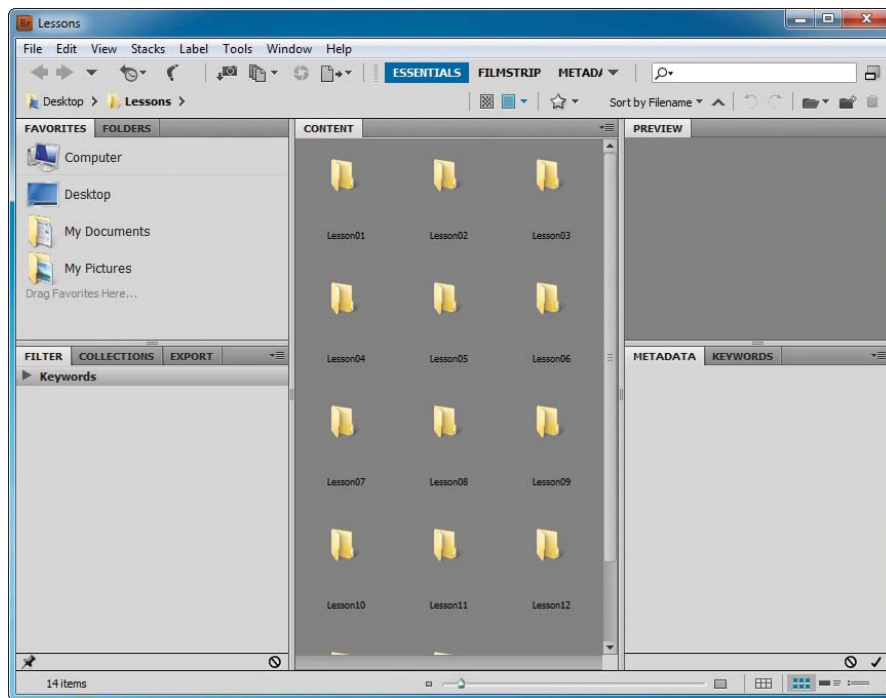 Br Lessons
File Edit View Stacks Label Tools Window Help
ESSENTIALS FILMSTRIP METADA
Desktop > Lessons >
Sort by Filename
FAVORITES FOLDERS
Computer
Desktop
My Documents
My Pictures
Drag Favorites Here...
FILTER COLLECTIONS EXPORT
Keywords
CONTENT
Lesson01 Lesson02 Lesson03
Lesson04 Lesson05 Lesson06
Lesson07 Lesson08 Lesson09
Lesson10 Lesson11 Lesson12
PREVIEW
METADATA KEYWORDS
14 items